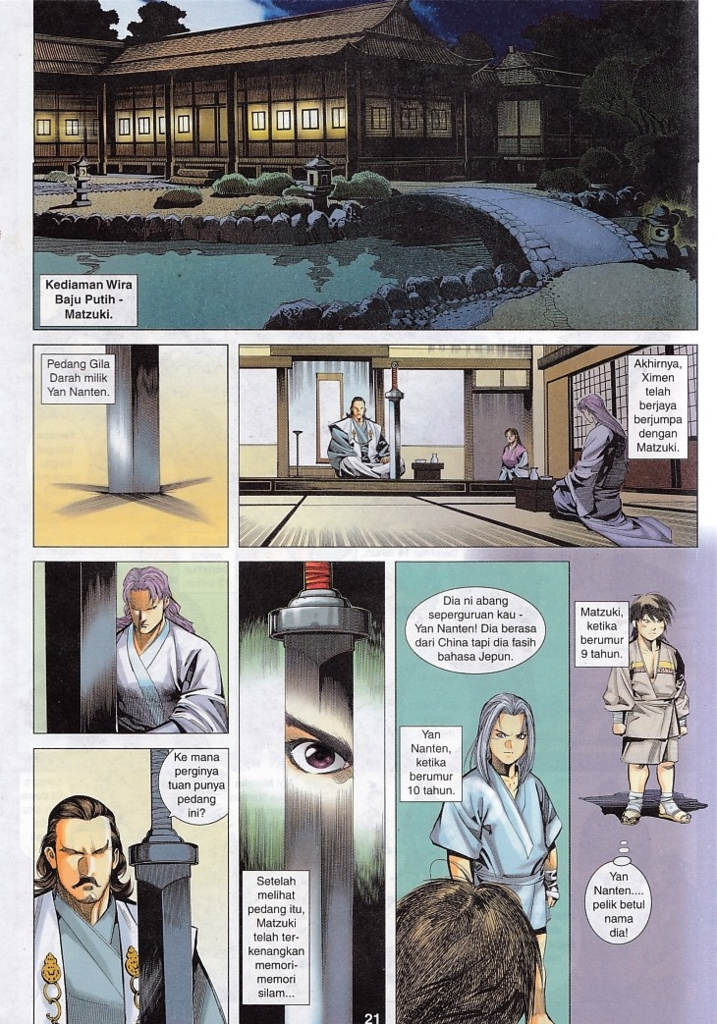 Kediaman Wira
Baju Putih -
Matzuki.
Pedang Gila
Darah milik
Yan Nanten.
Akhirnya,
Ximen
telah
berjaya
berjumpa
dengan
Matzuki.
Ke mana
perginya
tuan punya
pedang
ini?
Setelah
melihat
pedang itu,
Matzuki
telah ter-
kenangkan
memori-
memori
silam...
Dia ni abang
seperguruan kau -
Yan Nanten! Dia berasa
dari China tapi dia fasih
bahasa Jepun.
Yan
Nanten,
ketika
berumur
10 tahun.
Matzuki,
ketika
berumur
9 tahun.
Yan
Nanten....
pelik betul
nama
dia!
21